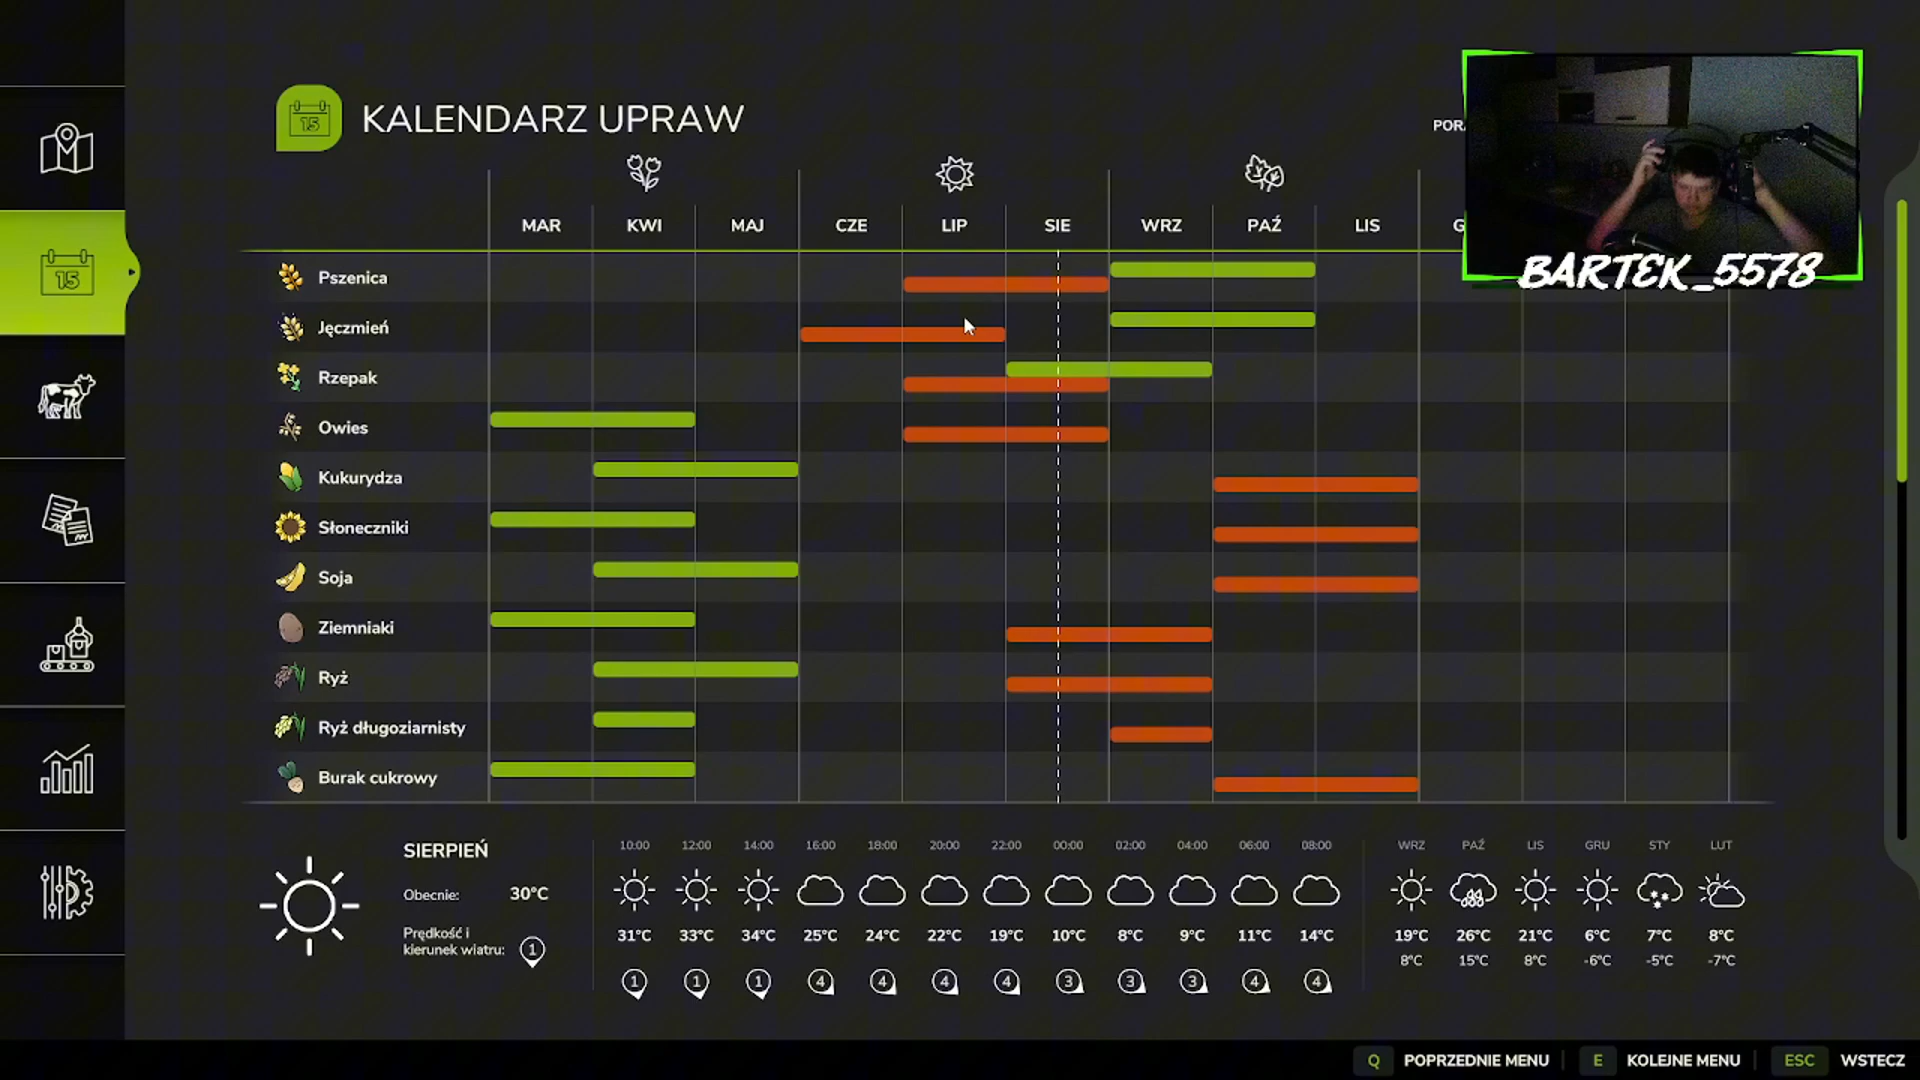 KALENDARZ UPRAW
15
MAR KWI MAJ CZE LIP SIE WRZ PAŹ LIS
Pszenica
Jęczmień
Rzepak
Owies
Kukurydza
Słoneczniki
Soja
Ziemniaki
Ryż
Ryż długoziarnisty
Burak cukrowy
BARTEK_5578
15
SIERPIEŃ
Obecnie: 30°C
Prędkość i
kierunek wiatru: 1
10:00 12:00 14:00 16:00 18:00 20:00 22:00 00:00 02:00 04:00 06:00 08:00
31°C 33°C 34°C 25°C 24°C 22°C 19°C 10°C 8°C 9°C 11°C 14°C
1 1 1 4 4 4 4 3 3 3 4 4
WRZ PAŹ LIS GRU STY LUT
19°C 26°C 21°C 6°C 7°C 8°C
8°C 15°C 8°C -6°C -5°C -7°C
Q POPRZEDNIE MENU E KOLEJNE MENU ESC WSTECZ